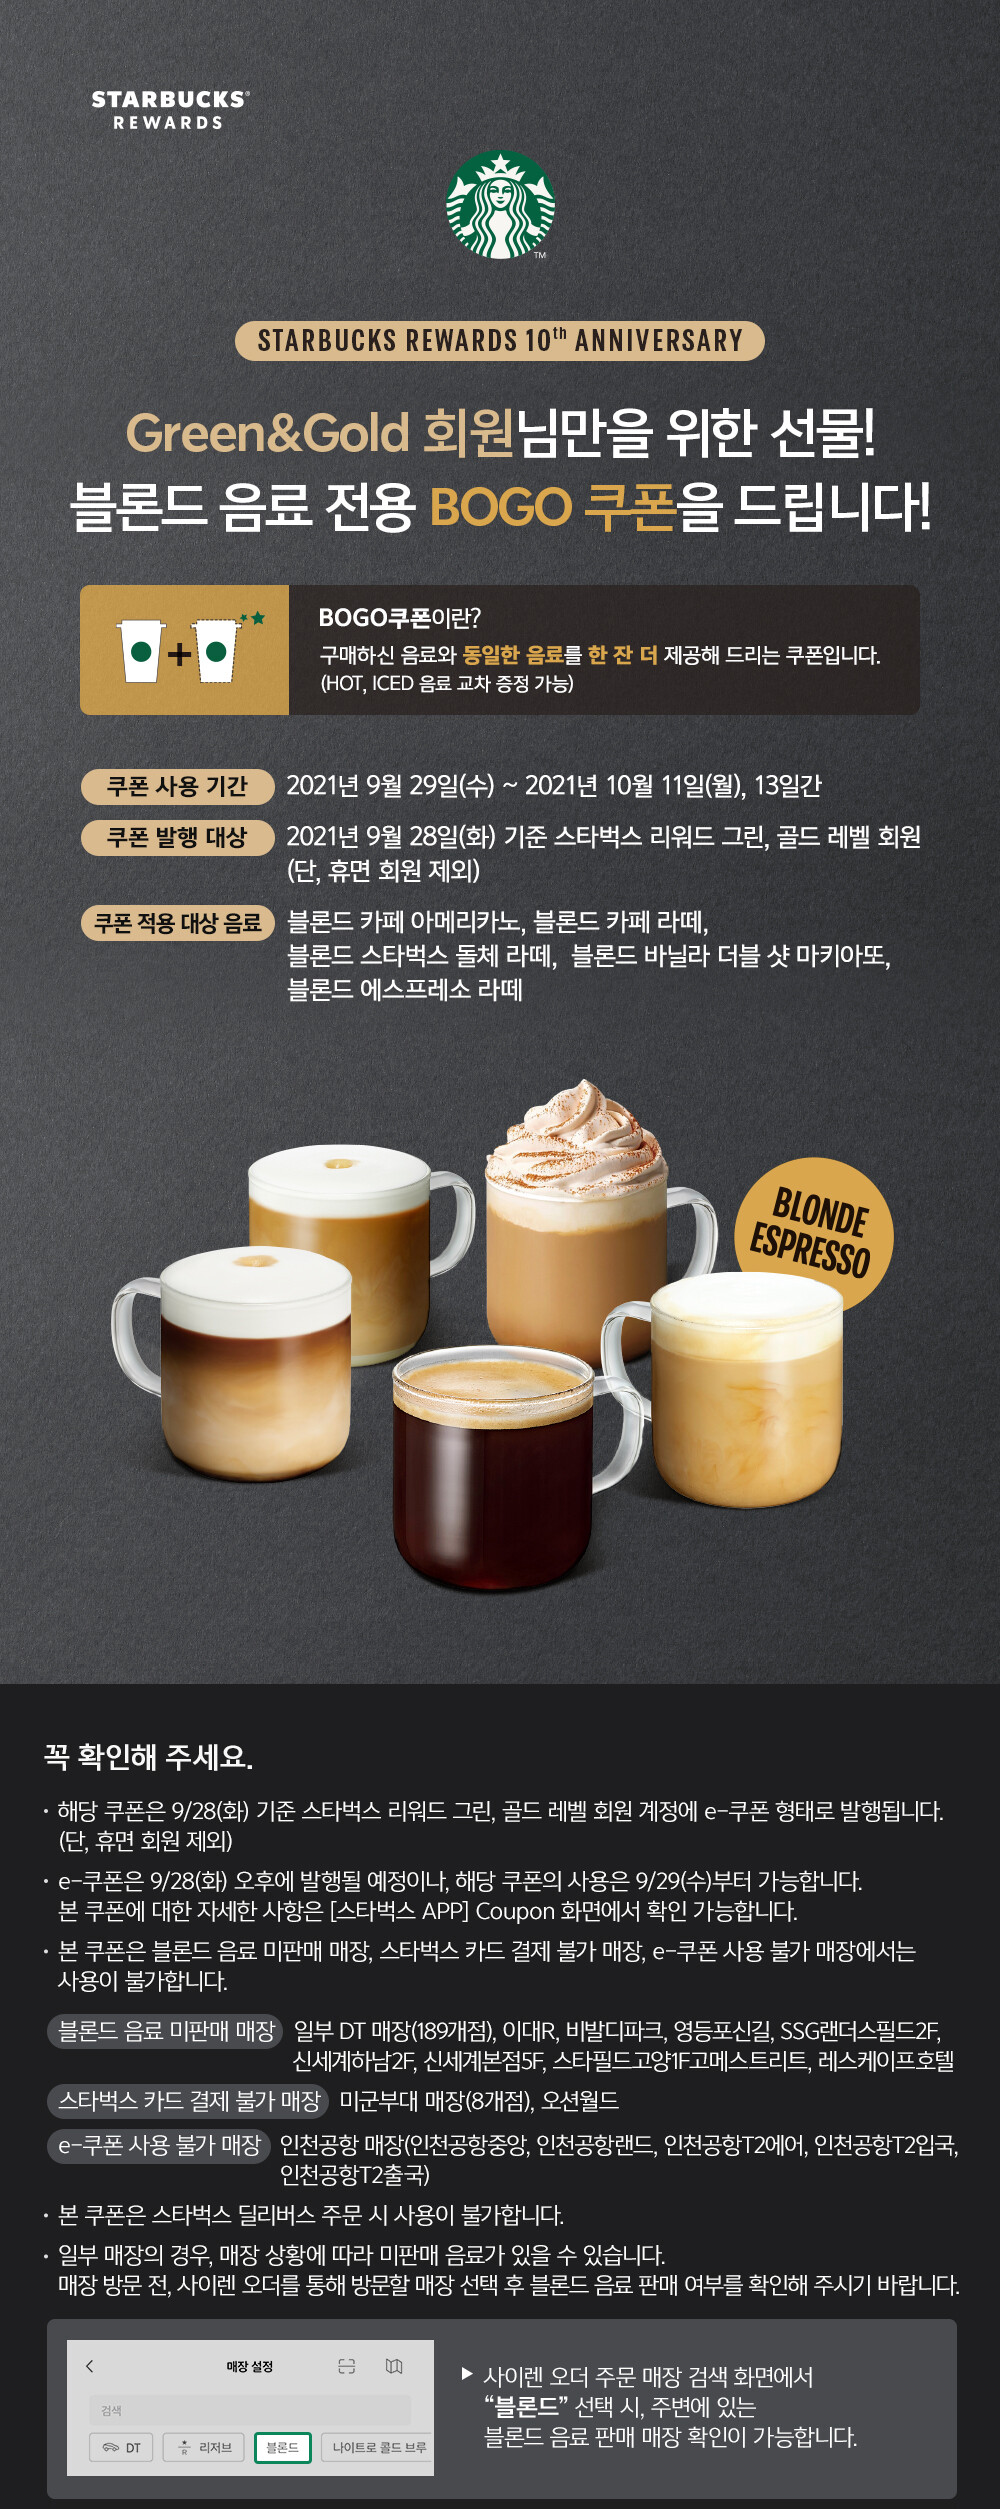 STARBUCKS®
REWARDS
TM
STARBUCKS REWARDS 10th ANNIVERSARY
Green&Gold 회원님만을 위한 선물!
블론드 음료 전용 BOGO 쿠폰을 드립니다!
BOGO쿠폰이란?
구매하신 음료와 동일한 음료를 한 잔 더 제공해 드리는 쿠폰입니다.
(HOT, ICED 음료 교차 증정 가능)
쿠폰 사용 기간 2021년 9월 29일(수) ~ 2021년 10월 11일(월), 13일간
쿠폰 발행 대상 2021년 9월 28일(화) 기준 스타벅스 리워드 그린, 골드 레벨 회원
(단, 휴면 회원 제외)
쿠폰 적용 대상 음료 블론드 카페 아메리카노, 블론드 카페 라떼,
블론드 스타벅스 돌체 라떼, 블론드 바닐라 더블 샷 마키아또,
블론드 에스프레소 라떼
BLONDE
ESPRESSO
꼭 확인해 주세요.
· 해당 쿠폰은 9/28(화) 기준 스타벅스 리워드 그린, 골드 레벨 회원 계정에 e-쿠폰 형태로 발행됩니다.
(단, 휴면 회원 제외)
· e-쿠폰은 9/28(화) 오후에 발행될 예정이나, 해당 쿠폰의 사용은 9/29(수)부터 가능합니다.
본 쿠폰에 대한 자세한 사항은 [스타벅스 APP] Coupon 화면에서 확인 가능합니다.
· 본 쿠폰은 블론드 음료 미판매 매장, 스타벅스 카드 결제 불가 매장, e-쿠폰 사용 불가 매장에서는
사용이 불가합니다.
블론드 음료 미판매 매장 일부 DT 매장(189개점), 이대R, 비발디파크, 영등포신길, SSG랜더스필드2F,
신세계하남2F, 신세계본점5F, 스타필드고양1F고메스트리트, 레스케이프호텔
스타벅스 카드 결제 불가 매장 미군부대 매장(8개점), 오션월드
e-쿠폰 사용 불가 매장 인천공항 매장(인천공항중앙, 인천공항랜드, 인천공항T2에어, 인천공항T2입국,
인천공항T2출국)
· 본 쿠폰은 스타벅스 딜리버스 주문 시 사용이 불가합니다.
· 일부 매장의 경우, 매장 상황에 따라 미판매 음료가 있을 수 있습니다.
매장 방문 전, 사이렌 오더를 통해 방문할 매장 선택 후 블론드 음료 판매 여부를 확인해 주시기 바랍니다.
매장 설정
검색
DT R 리저브 블론드 나이트로 콜드 브루
▶ 사이렌 오더 주문 매장 검색 화면에서
“블론드” 선택 시, 주변에 있는
블론드 음료 판매 매장 확인이 가능합니다.